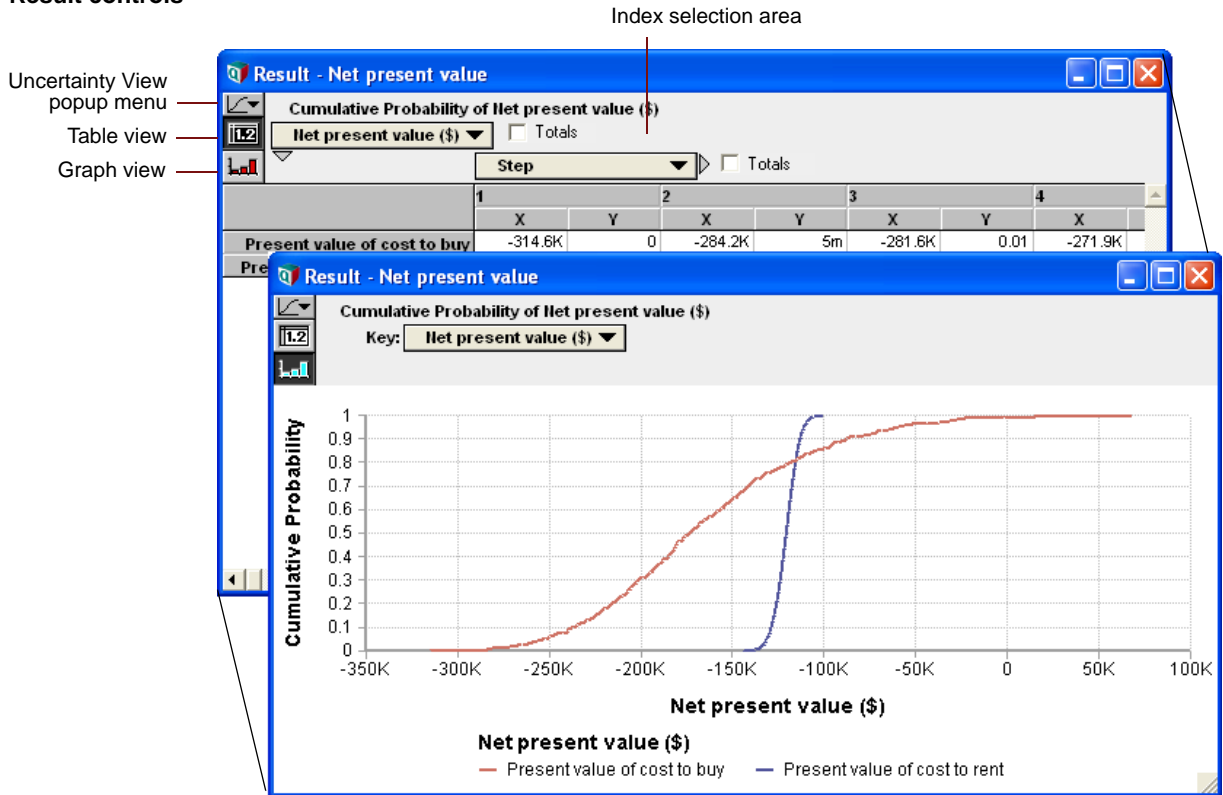 Result controls
Index selection area
Uncertainty View
popup menu
Table view
Graph view
Result - Net present value
Cumulative Probability of Net present value ($)
1.2
Net present value ($)
Totals
Step
Totals
1 2 3 4
X Y X Y X Y X
Present value of cost to buy -314.6K 0 -284.2K 5m -281.6K 0.01 -271.9K
Pre
Result - Net present value
Cumulative Probability of Net present value ($)
1.2
Key: Net present value ($)
Cumulative Probability
1
0.9
0.8
0.7
0.6
0.5
0.4
0.3
0.2
0.1
0
-350K -300K -250K -200K -150K -100K -50K 0 50K 100K
Net present value ($)
Net present value ($)
Present value of cost to buy Present value of cost to rent